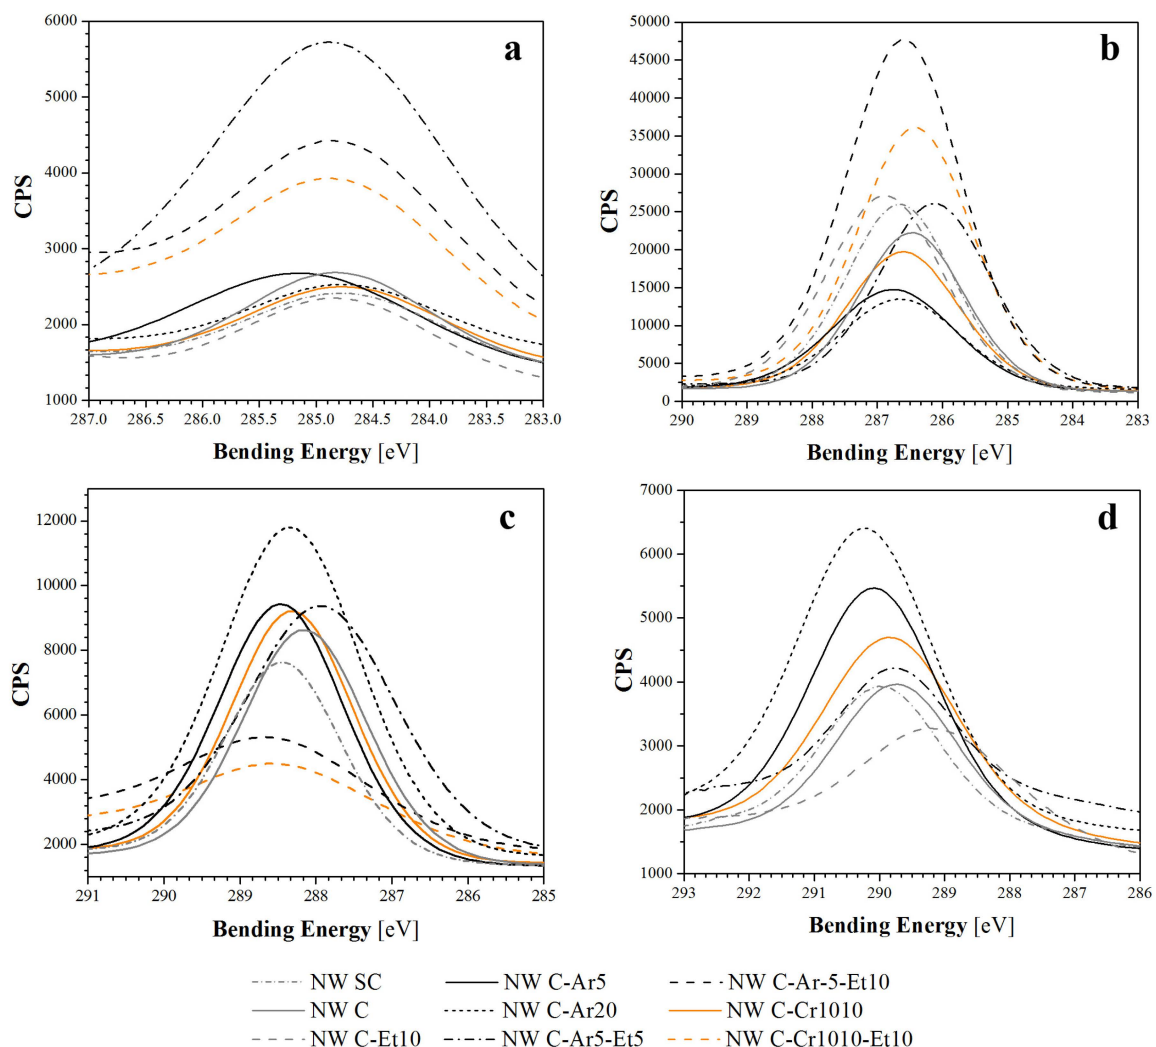 a
6000
5000
4000
3000
2000
1000
CPS
287.0 286.5 286.0 285.5 285.0 284.5 284.0 283.5 283.0
Bending Energy [eV]
b
50000
45000
40000
35000
30000
25000
20000
15000
10000
5000
0
CPS
290 289 288 287 286 285 284 283
Bending Energy [eV]
c
12000
10000
8000
6000
4000
2000
CPS
291 290 289 288 287 286 285
Bending Energy [eV]
d
7000
6000
5000
4000
3000
2000
1000
CPS
293 292 291 290 289 288 287 286
Bending Energy [eV]
NW SC NW C-Ar5 NW C-Ar-5-Et10
NW C NW C-Ar20 NW C-Cr1010
NW C-Et10 NW C-Ar5-Et5 NW C-Cr1010-Et10